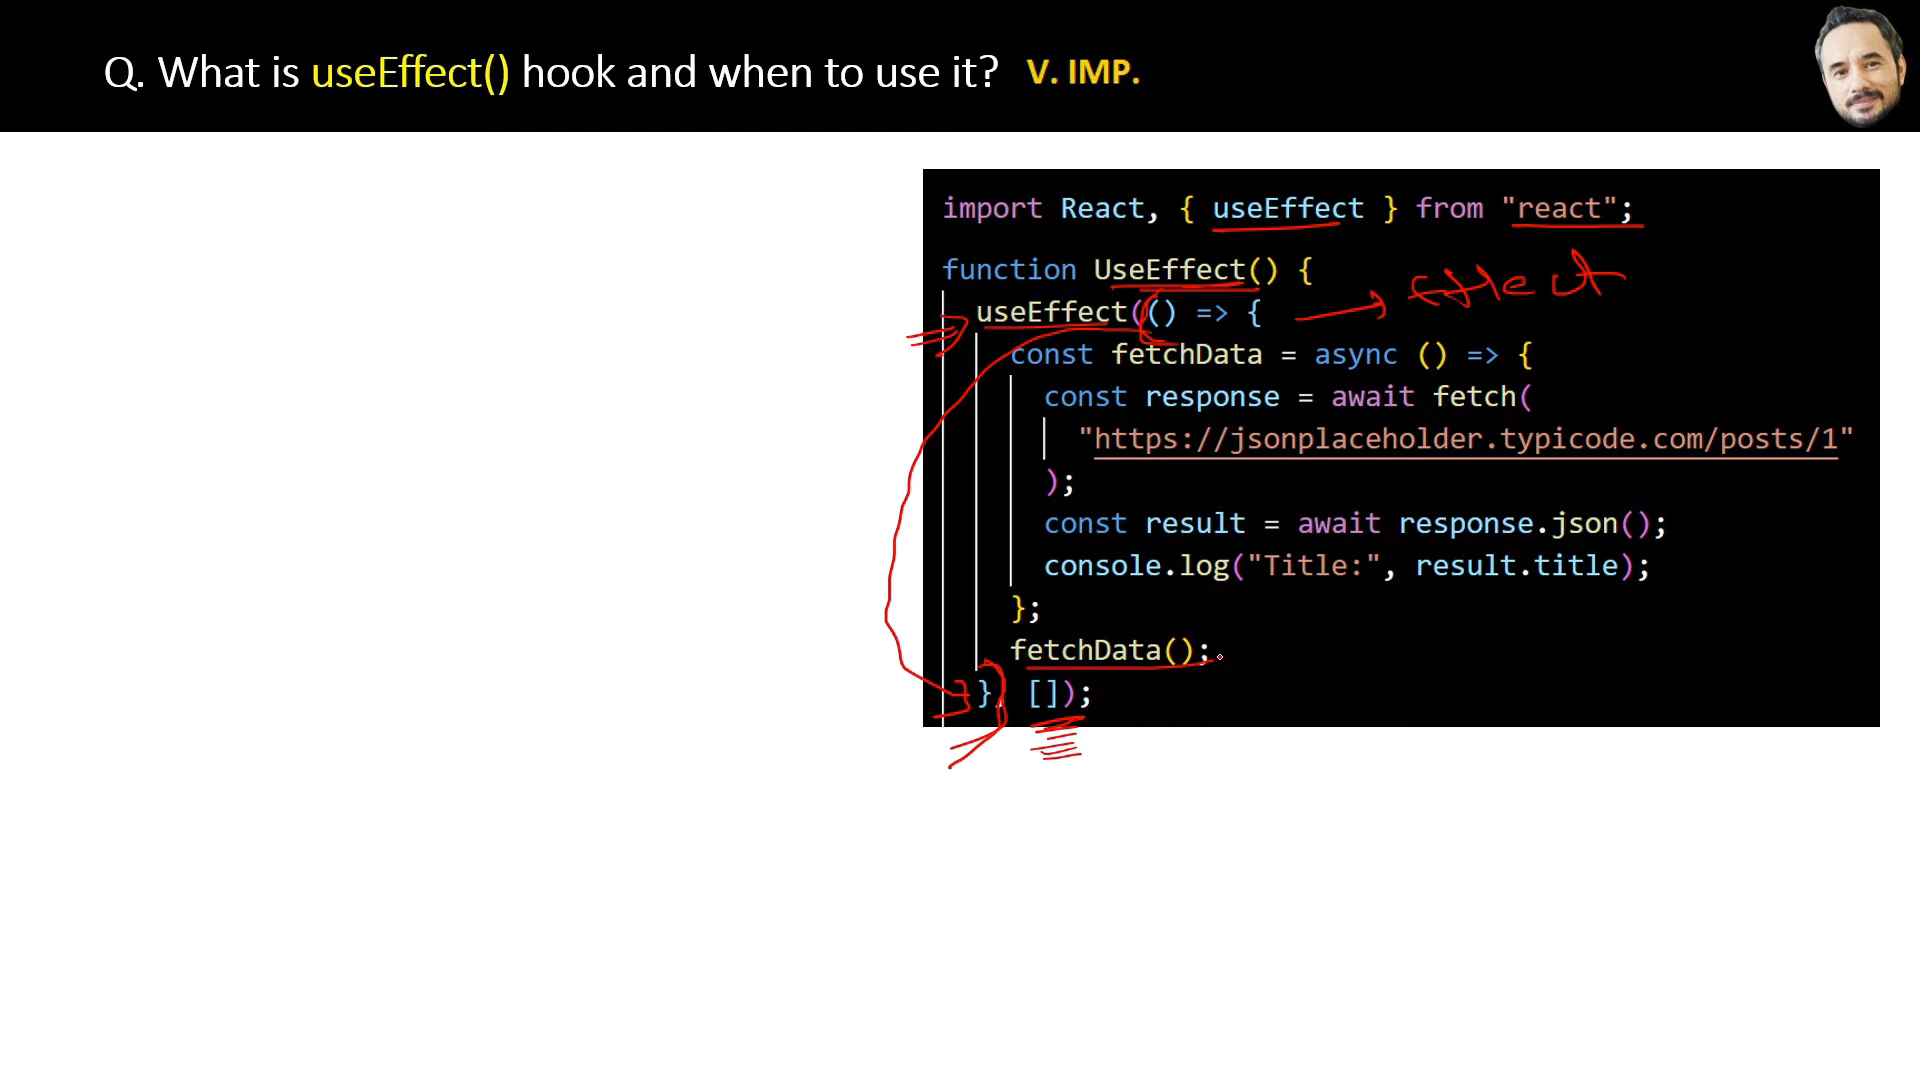 Q. What is useEffect() hook and when to use it? V. IMP.
import React, { useEffect } from "react";
function UseEffect() {
useEffect(() => { Effect
const fetchData = async () => {
const response = await fetch(
"https://jsonplaceholder.typicode.com/posts/1"
);
const result = await response.json();
console.log("Title:", result.title);
};
fetchData();
}, []);